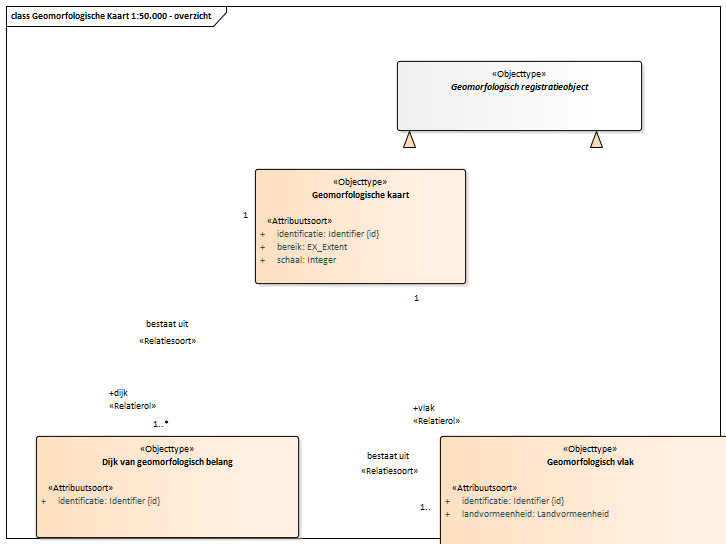 class Geomorfologische Kaart 1:50.000 - overzicht
«Objecttype»
Geomorfologisch registratieobject
«Objecttype»
Geomorfologische kaart
«Attribuutsoort»
+ identificatie: Identifier {id}
+ bereik: EX_Extent
+ schaal: Integer
1
1
bestaat uit
«Relatiesoort»
+dijk
«Relatierol»
1..*
+vlak
«Relatierol»
bestaat uit
«Relatiesoort»
1..
«Objecttype»
Dijk van geomorfologisch belang
«Attribuutsoort»
+ identificatie: Identifier {id}
«Objecttype»
Geomorfologisch vlak
«Attribuutsoort»
+ identificatie: Identifier {id}
+ landvormeenheid: Landvormeenheid